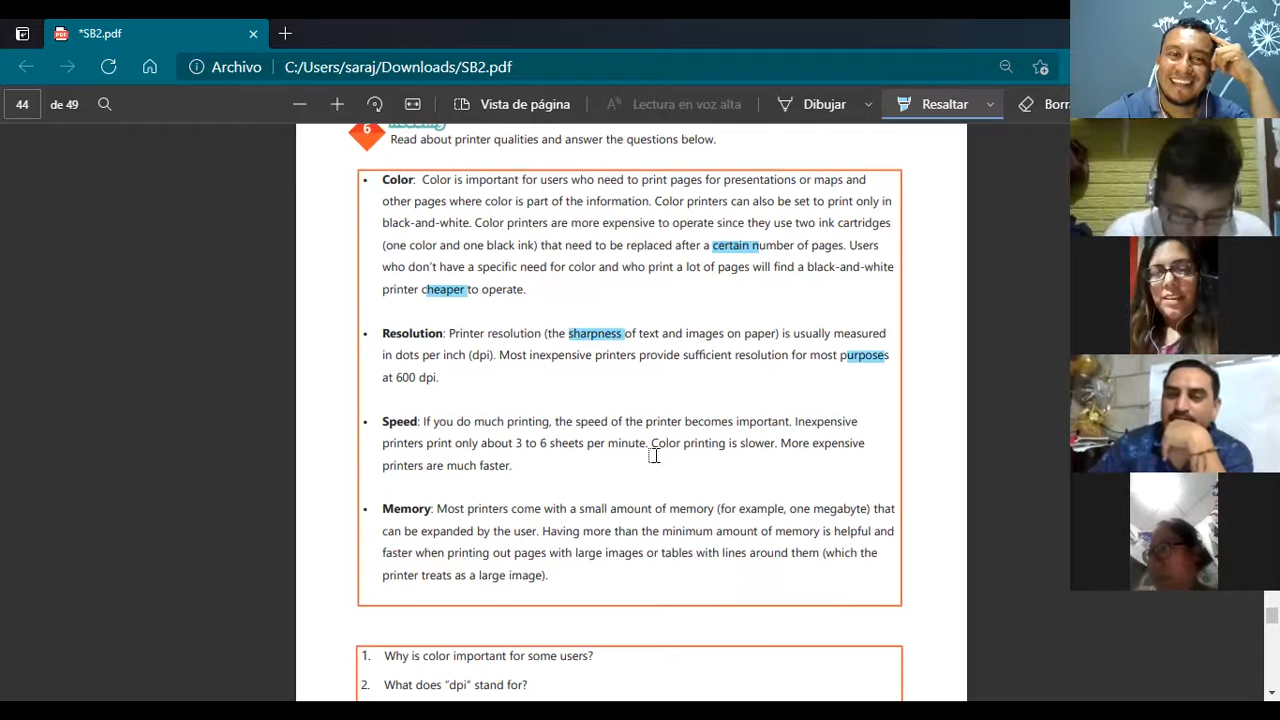 *SB2.pdf
Archivo C:/Users/saraj/Downloads/SB2.pdf
44 de 49 Vista de página Lectura en voz alta Dibujar Resaltar Borr
6
Read about printer qualities and answer the questions below.
• Color: Color is important for users who need to print pages for presentations or maps and
other pages where color is part of the information. Color printers can also be set to print only in
black-and-white. Color printers are more expensive to operate since they use two ink cartridges
(one color and one black ink) that need to be replaced after a certain number of pages. Users
who don't have a specific need for color and who print a lot of pages will find a black-and-white
printer cheaper to operate.
• Resolution: Printer resolution (the sharpness of text and images on paper) is usually measured
in dots per inch (dpi). Most inexpensive printers provide sufficient resolution for most purposes
at 600 dpi.
• Speed: If you do much printing, the speed of the printer becomes important. Inexpensive
printers print only about 3 to 6 sheets per minute. Color printing is slower. More expensive
printers are much faster.
• Memory: Most printers come with a small amount of memory (for example, one megabyte) that
can be expanded by the user. Having more than the minimum amount of memory is helpful and
faster when printing out pages with large images or tables with lines around them (which the
printer treats as a large image).
1. Why is color important for some users?
2. What does "dpi" stand for?